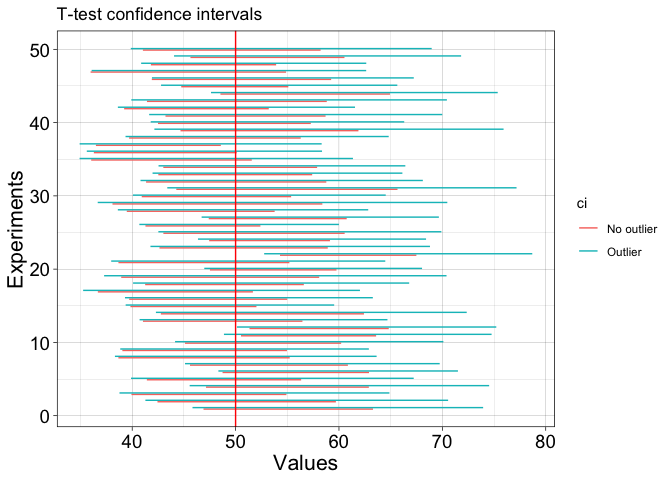 T-test confidence intervals
50
40
30
20
10
0
Experiments
40 50 60 70 80
Values
ci
No outlier
Outlier